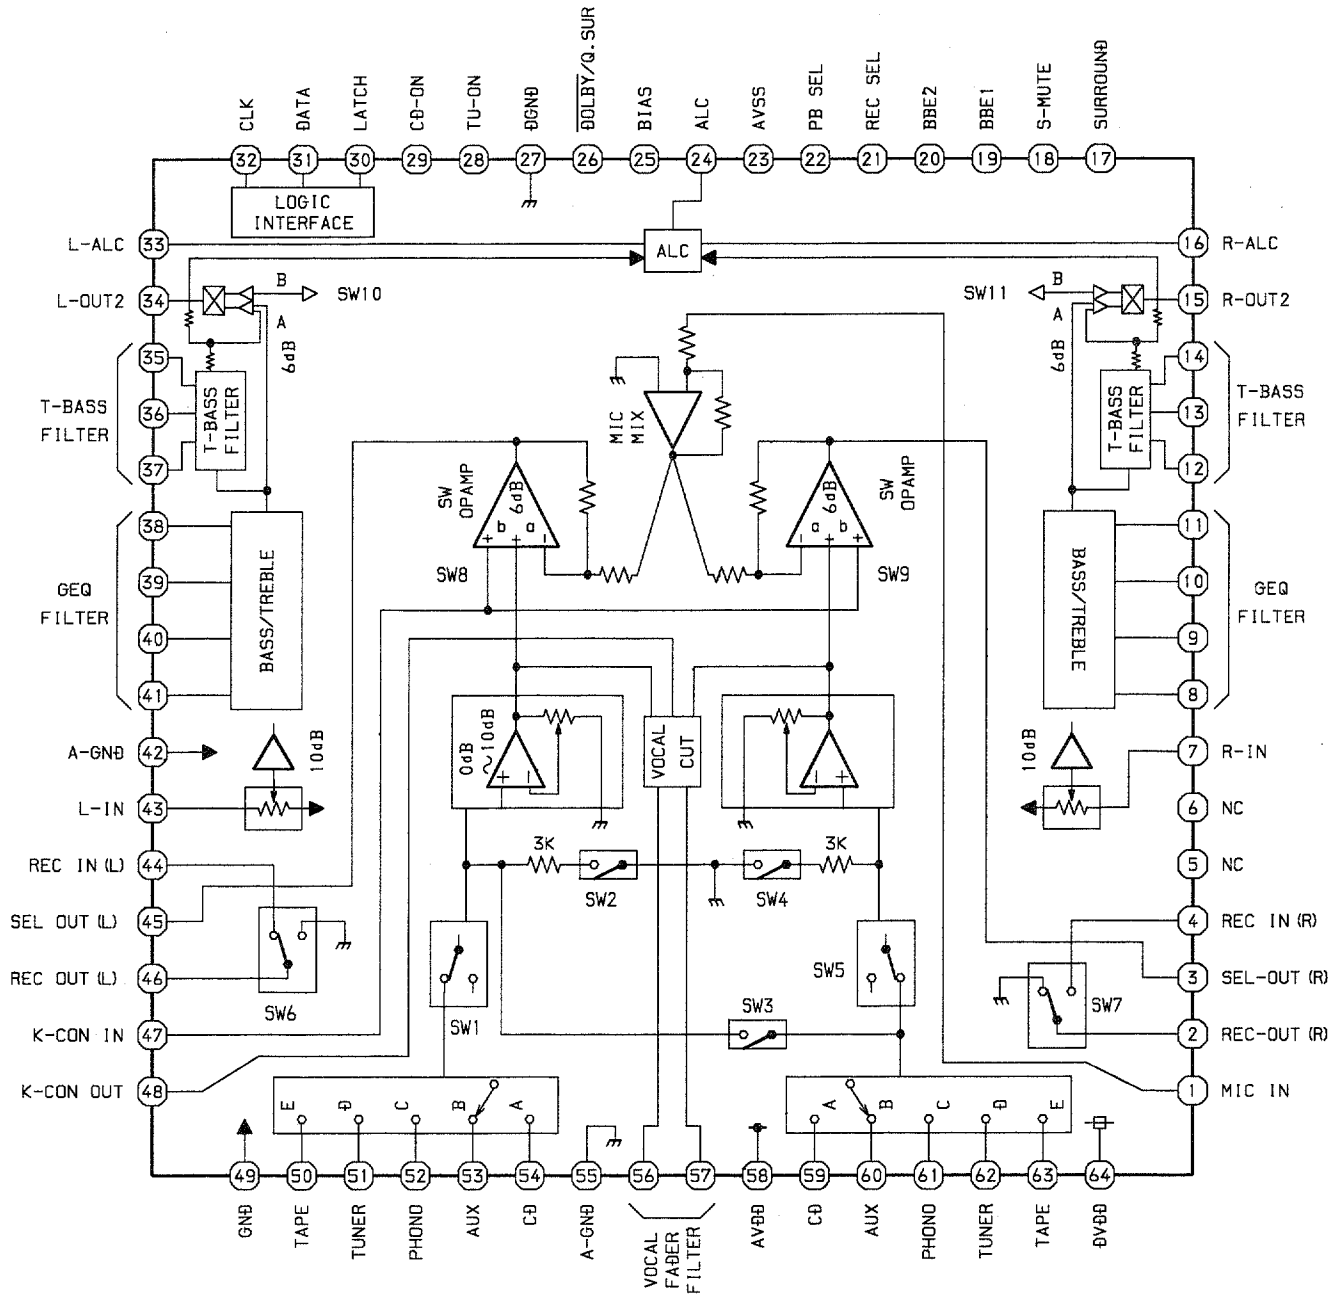 CLK
DATA
LATCH
CD-ON
TU-ON
DGND
DOLBY/Q.SUR
BIAS
ALC
AVSS
PB SEL
REC SEL
BBE2
BBE1
S-MUTE
SURROUND
32
31
30
29
28
27
26
25
24
23
22
21
20
19
18
17
LOGIC
INTERFACE
L-ALC
33
ALC
16
R-ALC
L-OUT2
34
B
A
SW10
6dB
SW11
B
A
6dB
15
R-OUT2
T-BASS
FILTER
35
36
37
T-BASS
FILTER
MIC
MIX
T-BASS
FILTER
14
13
12
T-BASS
FILTER
SW
OPAMP
6dB
b
a
+
+
−
SW8
SW
OPAMP
6dB
a
b
−
+
+
SW9
GEQ
FILTER
38
39
40
41
BASS/TREBLE
BASS/TREBLE
11
10
9
8
GEQ
FILTER
A-GND
42
10dB
0dB
~10dB
+
−
VOCAL
CUT
−
+
10dB
7
R-IN
L-IN
43
6
NC
REC IN(L)
44
3K
SW2
SW4
3K
5
NC
SEL OUT(L)
45
4
REC IN(R)
REC OUT(L)
46
SW6
SW1
SW5
SW7
3
SEL-OUT(R)
K-CON IN
47
SW3
2
REC-OUT(R)
K-CON OUT
48
E
D
C
B
A
A
B
C
D
E
1
MIC IN
49
50
51
52
53
54
55
56
57
58
59
60
61
62
63
64
GND
TAPE
TUNER
PHONO
AUX
CD
A-GND
VOCAL
FADER
FILTER
AVDD
CD
AUX
PHONO
TUNER
TAPE
DVDD